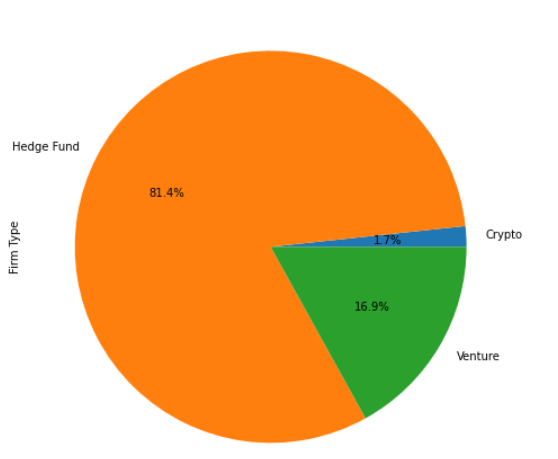 Hedge Fund
81.4%
Firm Type
Crypto
1.7%
16.9%
Venture